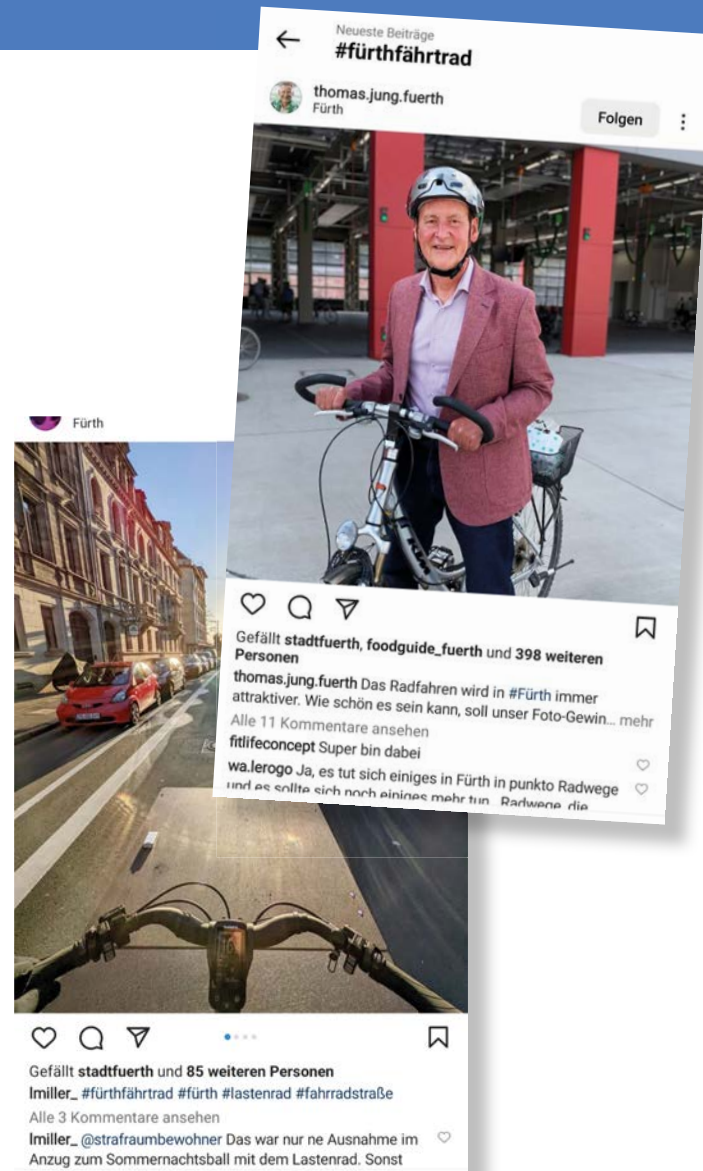 Neueste Beiträge
#fürthfährtrad
thomas.jung.fuerth
Fürth
Folgen
KTM
Gefällt stadtfuerth, foodguide_fuerth und 398 weiteren
Personen
thomas.jung.fuerth Das Radfahren wird in #Fürth immer
attraktiver. Wie schön es sein kann, soll unser Foto-Gewin... mehr
Alle 11 Kommentare ansehen
fitlifeconcept Super bin dabei
wa.lerogo Ja, es tut sich einiges in Fürth in punkto Radwege
und es sollte sich noch einiges mehr tun. Radwege, die
Fürth
Gefällt stadtfuerth und 85 weiteren Personen
lmiller_ #fürthfährtrad #fürth #lastenrad #fahrradstraße
Alle 3 Kommentare ansehen
lmiller_ @strafraumbewohner Das war nur ne Ausnahme im
Anzug zum Sommernachtsball mit dem Lastenrad. Sonst